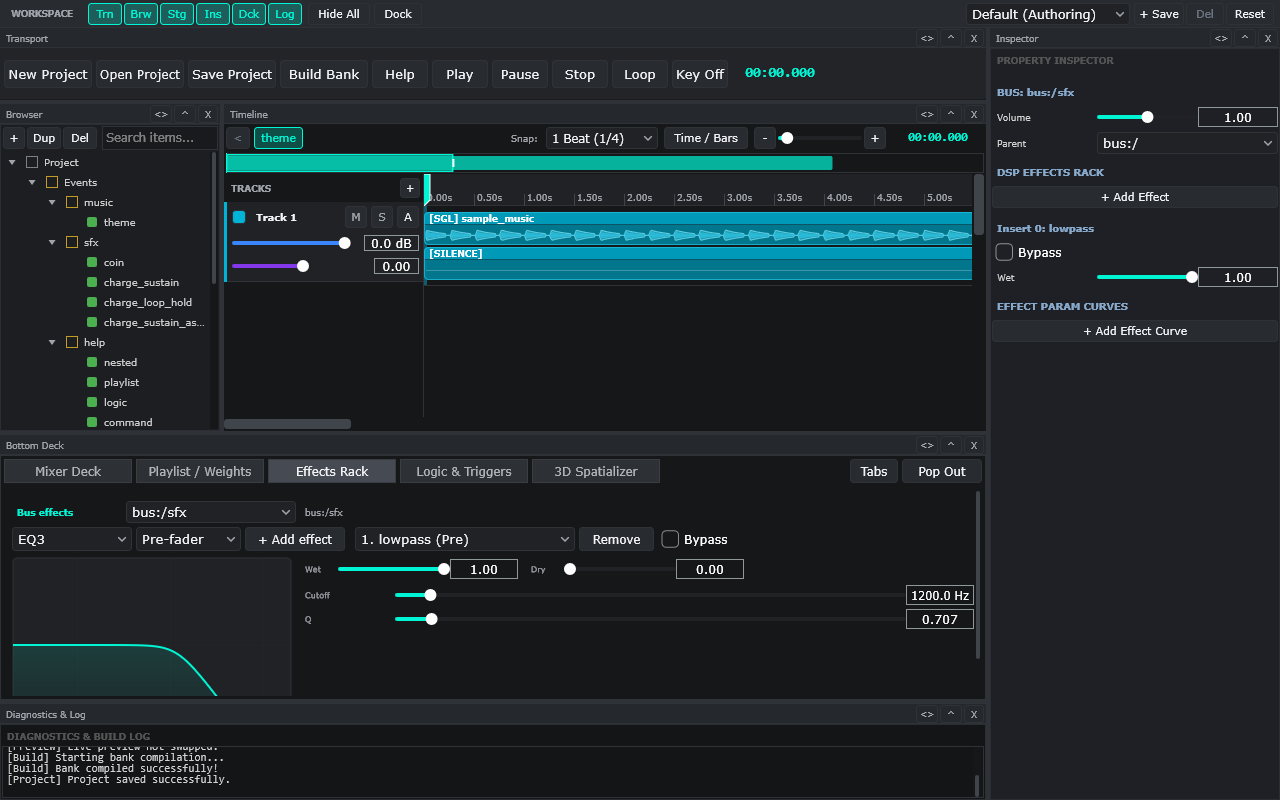 WORKSPACE Trn Brw Stg Ins Dck Log Hide All Dock Default (Authoring) + Save Del Reset
Transport <> ^ X
New Project Open Project Save Project Build Bank Help Play Pause Stop Loop Key Off 00:00.000
Browser <> ^ X
+ Dup Del Search items...
Project
Events
music
theme
sfx
coin
charge_sustain
charge_loop_hold
charge_sustain_as...
help
nested
playlist
logic
command
Timeline <> ^ X
< theme Snap: 1 Beat (1/4) Time / Bars - + 00:00.000
TRACKS + 0.00s 0.50s 1.00s 1.50s 2.00s 2.50s 3.00s 3.50s 4.00s 4.50s 5.00s
Track 1 M S A
0.0 dB
0.00
[SGL] sample_music
[SILENCE]
Inspector <> ^ X
PROPERTY INSPECTOR
BUS: bus:/sfx
Volume 1.00
Parent bus:/
DSP EFFECTS RACK
+ Add Effect
Insert 0: lowpass
Bypass
Wet 1.00
EFFECT PARAM CURVES
+ Add Effect Curve
Bottom Deck <> ^ X
Mixer Deck Playlist / Weights Effects Rack Logic & Triggers 3D Spatializer Tabs Pop Out
Bus effects bus:/sfx bus:/sfx
EQ3 Pre-fader + Add effect 1. lowpass (Pre) Remove Bypass
Wet 1.00 Dry 0.00
Cutoff 1200.0 Hz
Q 0.707
Diagnostics & Log <> ^ X
DIAGNOSTICS & BUILD LOG
[Preview] Live preview not swapped.
[Build] Starting bank compilation...
[Build] Bank compiled successfully!
[Project] Project saved successfully.